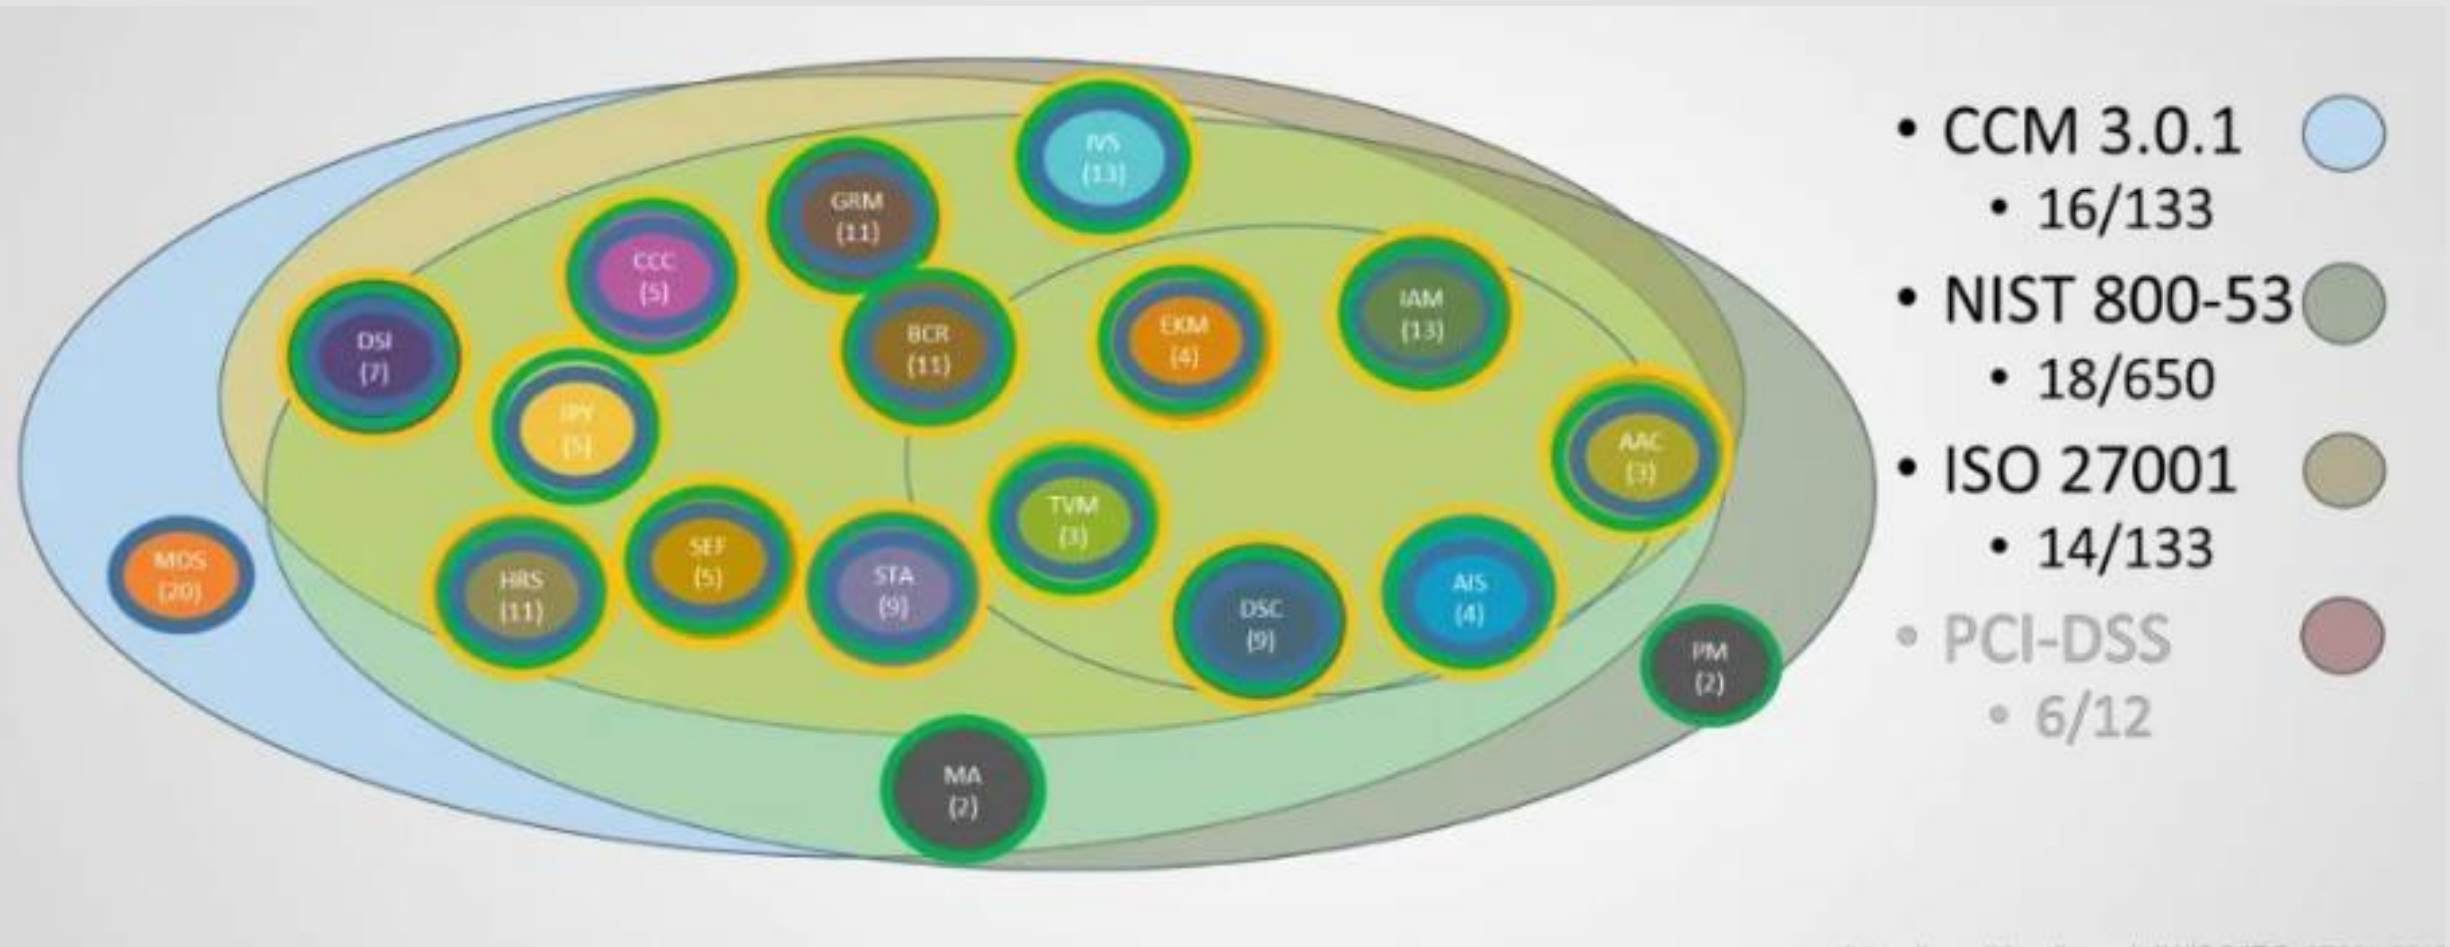 IVS
(13)
GRM
(11)
CCC
(5)
DSI
(7)
BCR
(11)
EKM
(4)
IAM
(13)
IPY
(5)
AAC
(3)
TVM
(3)
MOS
(20)
HRS
(11)
SEF
(5)
STA
(9)
DSC
(9)
AIS
(4)
PM
(2)
MA
(2)
• CCM 3.0.1
• 16/133
• NIST 800-53
• 18/650
• ISO 27001
• 14/133
• PCI-DSS
• 6/12